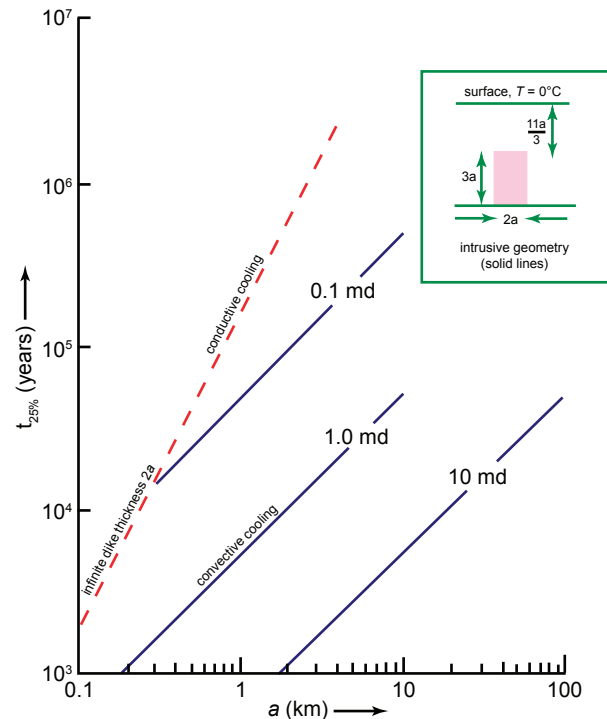 10⁷
10⁶
10⁵
10⁴
10³
t₂₅% (years)
0.1
1
10
100
a (km)
conductive cooling
infinite dike thickness 2a
0.1 md
1.0 md
convective cooling
10 md
surface, T = 0°C
11a
3
3a
2a
intrusive geometry
(solid lines)